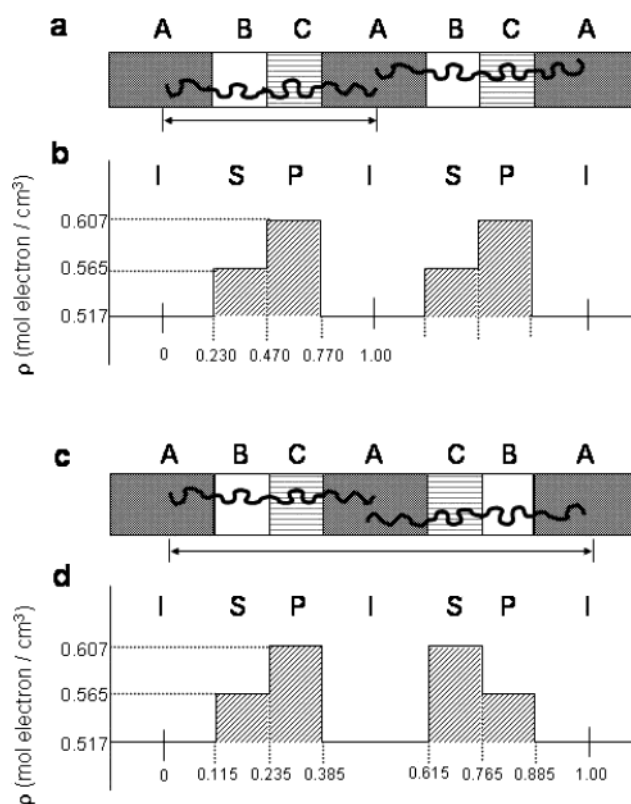 a
A B C A B C A
b
I S P I S P I
0.607
0.565
0.517
ρ (mol electron / cm³)
0 0.230 0.470 0.770 1.00
c
A B C A C B A
d
I S P I S P I
0.607
0.565
0.517
ρ (mol electron / cm³)
0 0.115 0.235 0.385 0.615 0.765 0.885 1.00